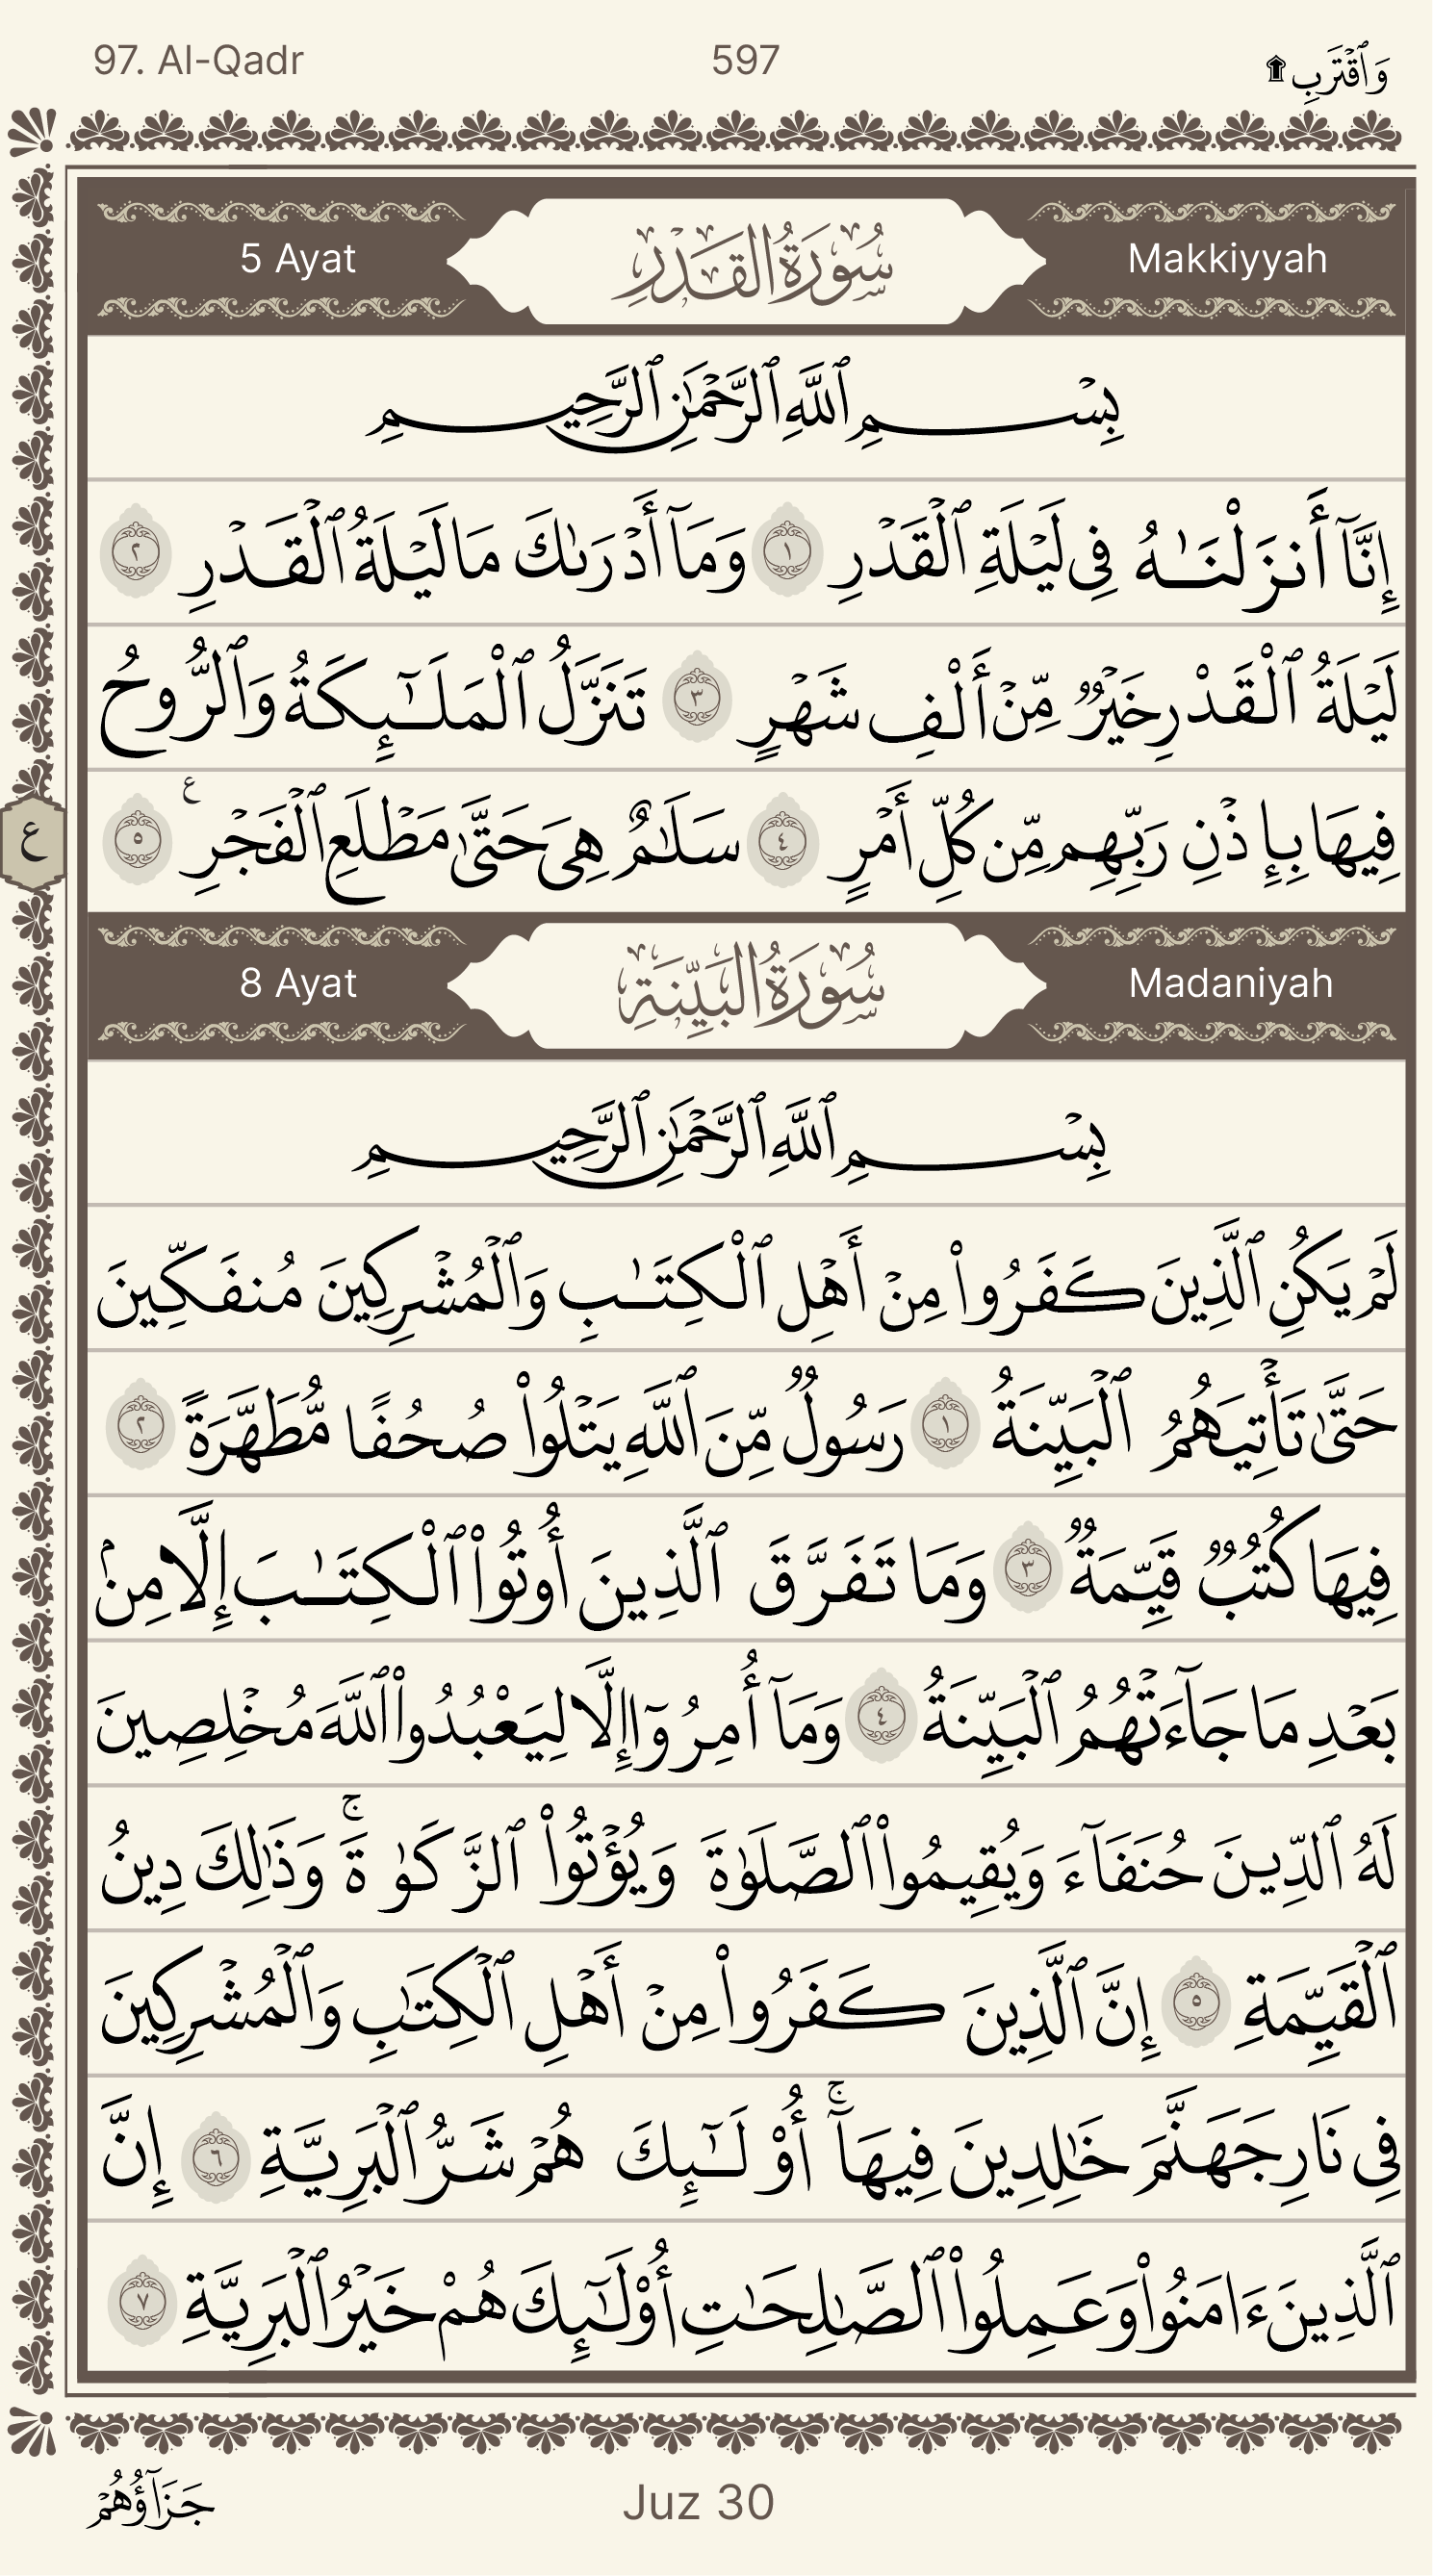 97. Al-Qadr 597 وَٱقۡتَرِب ۩
5 Ayat سُورَةُ القَدۡرِ Makkiyyah
بِسۡمِ ٱللَّهِ ٱلرَّحۡمَٰنِ ٱلرَّحِيمِ
إِنَّآ أَنزَلْنَٰهُ فِى لَيۡلَةِ ٱلۡقَدۡرِ ١ وَمَآ أَدۡرَىٰكَ مَا لَيۡلَةُ ٱلۡقَدۡرِ ٢
لَيۡلَةُ ٱلۡقَدْرِ خَيۡرٌ مِّنۡ أَلْفِ شَهۡرٍ ٣ تَنَزَّلُ ٱلْمَلَـٰٓئِكَةُ وَٱلرُّوحُ
فِيهَا بِإِذۡنِ رَبِّهِم مِّن كُلِّ أَمۡرٍ ٤ سَلَٰمٌ هِىَ حَتَّىٰ مَطۡلَعِ ٱلۡفَجۡرِ ٥
ع
8 Ayat سُورَةُ البَيِّنَةِ Madaniyah
بِسۡمِ ٱللَّهِ ٱلرَّحۡمَٰنِ ٱلرَّحِيمِ
لَمۡ يَكُنِ ٱلَّذِينَ كَفَرُواْ مِنۡ أَهۡلِ ٱلْكِتَـٰبِ وَٱلۡمُشۡرِكِينَ مُنفَكِّينَ
حَتَّىٰ تَأۡتِيَهُمُ ٱلۡبَيِّنَةُ ١ رَسُولٌ مِّنَ ٱللَّهِ يَتۡلُواْ صُحُفًا مُّطَهَّرَةً ٢
فِيهَا كُتُبٌ قَيِّمَةٌ ٣ وَمَا تَفَرَّقَ ٱلَّذِينَ أُوتُواْ ٱلْكِتَـٰبَ إِلَّا مِنۢ
بَعۡدِ مَا جَآءَتۡهُمُ ٱلۡبَيِّنَةُ ٤ وَمَآ أُمِرُوٓاْ إِلَّا لِيَعْبُدُواْ ٱللَّهَ مُخۡلِصِينَ
لَهُ ٱلدِّينَ حُنَفَآءَ وَيُقِيمُواْ ٱلصَّلَوٰةَ وَيُؤۡتُواْ ٱلزَّكَوٰةَ ۚ وَذَٰلِكَ دِينُ
ٱلۡقَيِّمَةِ ٥ إِنَّ ٱلَّذِينَ كَفَرُواْ مِنۡ أَهۡلِ ٱلۡكِتَٰبِ وَٱلۡمُشۡرِكِينَ
فِى نَارِ جَهَنَّمَ خَٰلِدِينَ فِيهَآ ۚ أُوْلَـٰٓئِكَ هُمۡ شَرُّ ٱلۡبَرِيَّةِ ٦ إِنَّ
ٱلَّذِينَ ءَامَنُواْ وَعَمِلُواْ ٱلصَّـٰلِحَـٰتِ أُوْلَـٰٓئِكَ هُمْ خَيۡرُ ٱلۡبَرِيَّةِ ٧
جَزَآؤُهُمۡ Juz 30